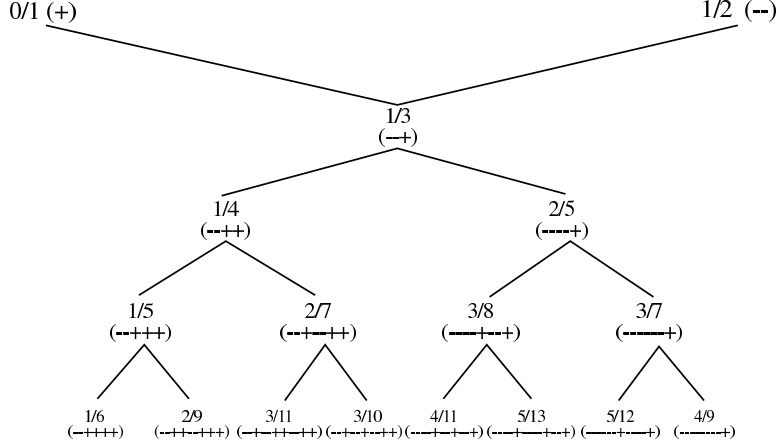 0/1 (+) 1/2 (--)
1/3
(--+)
1/4 2/5
(--++) (----+)
1/5 2/7 3/8 3/7
(--+++) (--+--++) (----+--+) (------+)
1/6 2/9 3/11 3/10 4/11 5/13 5/12 4/9
(--++++) (--++--+++) (--+--++--++) (--+--+--++) (----+--+--+) (----+----+--+) (------+----+) (--------+)